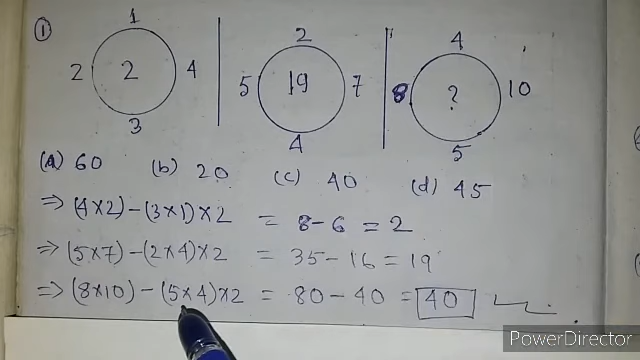 ①
1
2 2 4
3
2
5 19 7
4
4
8 ? 10
5
(a) 60 (b) 20 (c) 40 (d) 45
⇒ (4×2)-(3×1)×2 = 8-6 = 2
⇒ (5×7)-(2×4)×2 = 35-16 = 19
⇒ (8×10)-(5×4)×2 = 80-40 = 40
PowerDirector